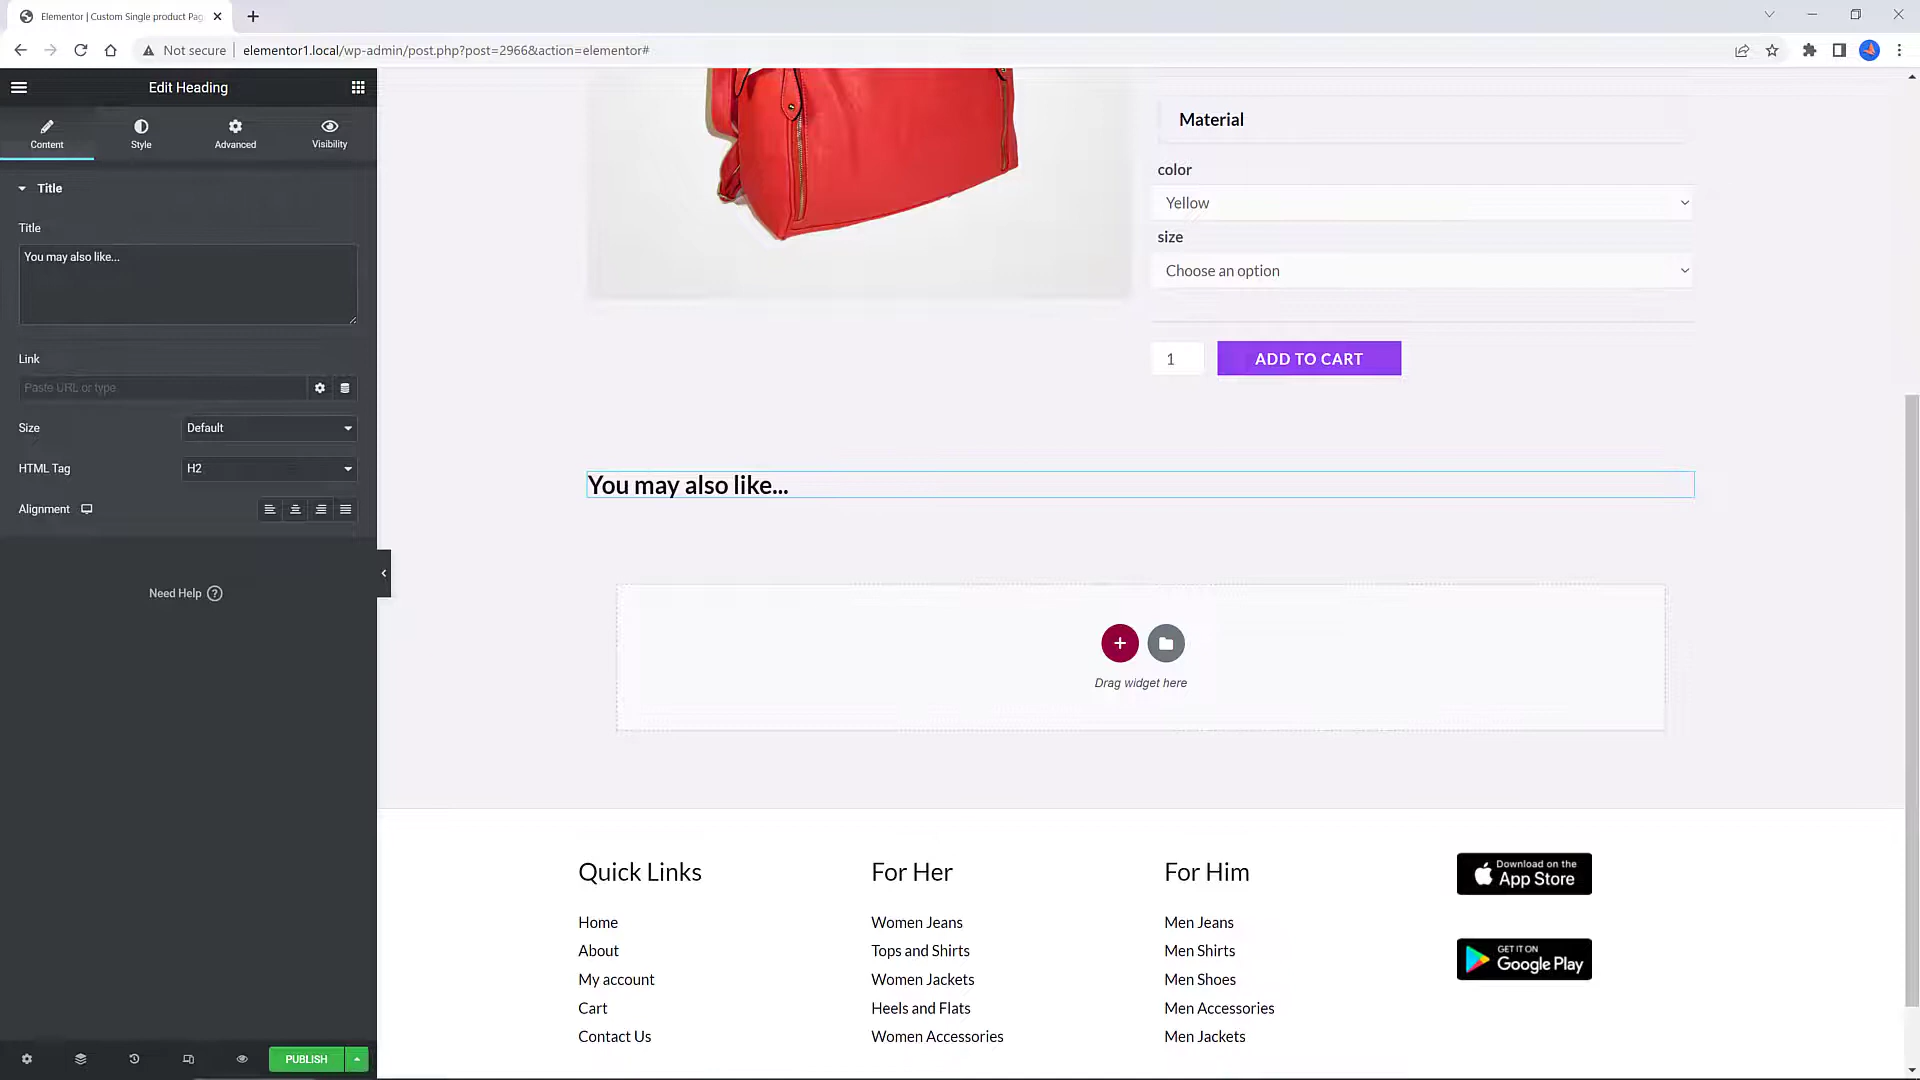 Elementor | Custom Single product Pag
Not secure
elementor1.local/wp-admin/post.php?post=2966&action=elementor#
Edit Heading
Content
Style
Advanced
Visibility
Title
Title
You may also like...
Link
Paste URL or type
Size
Default
HTML Tag
H2
Alignment
Need Help
PUBLISH
Material
color
Yellow
size
Choose an option
1
ADD TO CART
You may also like...
Drag widget here
Quick Links
Home
About
My account
Cart
Contact Us
For Her
Women Jeans
Tops and Shirts
Women Jackets
Heels and Flats
Women Accessories
For Him
Men Jeans
Men Shirts
Men Shoes
Men Accessories
Men Jackets
Download on the
App Store
GET IT ON
Google Play